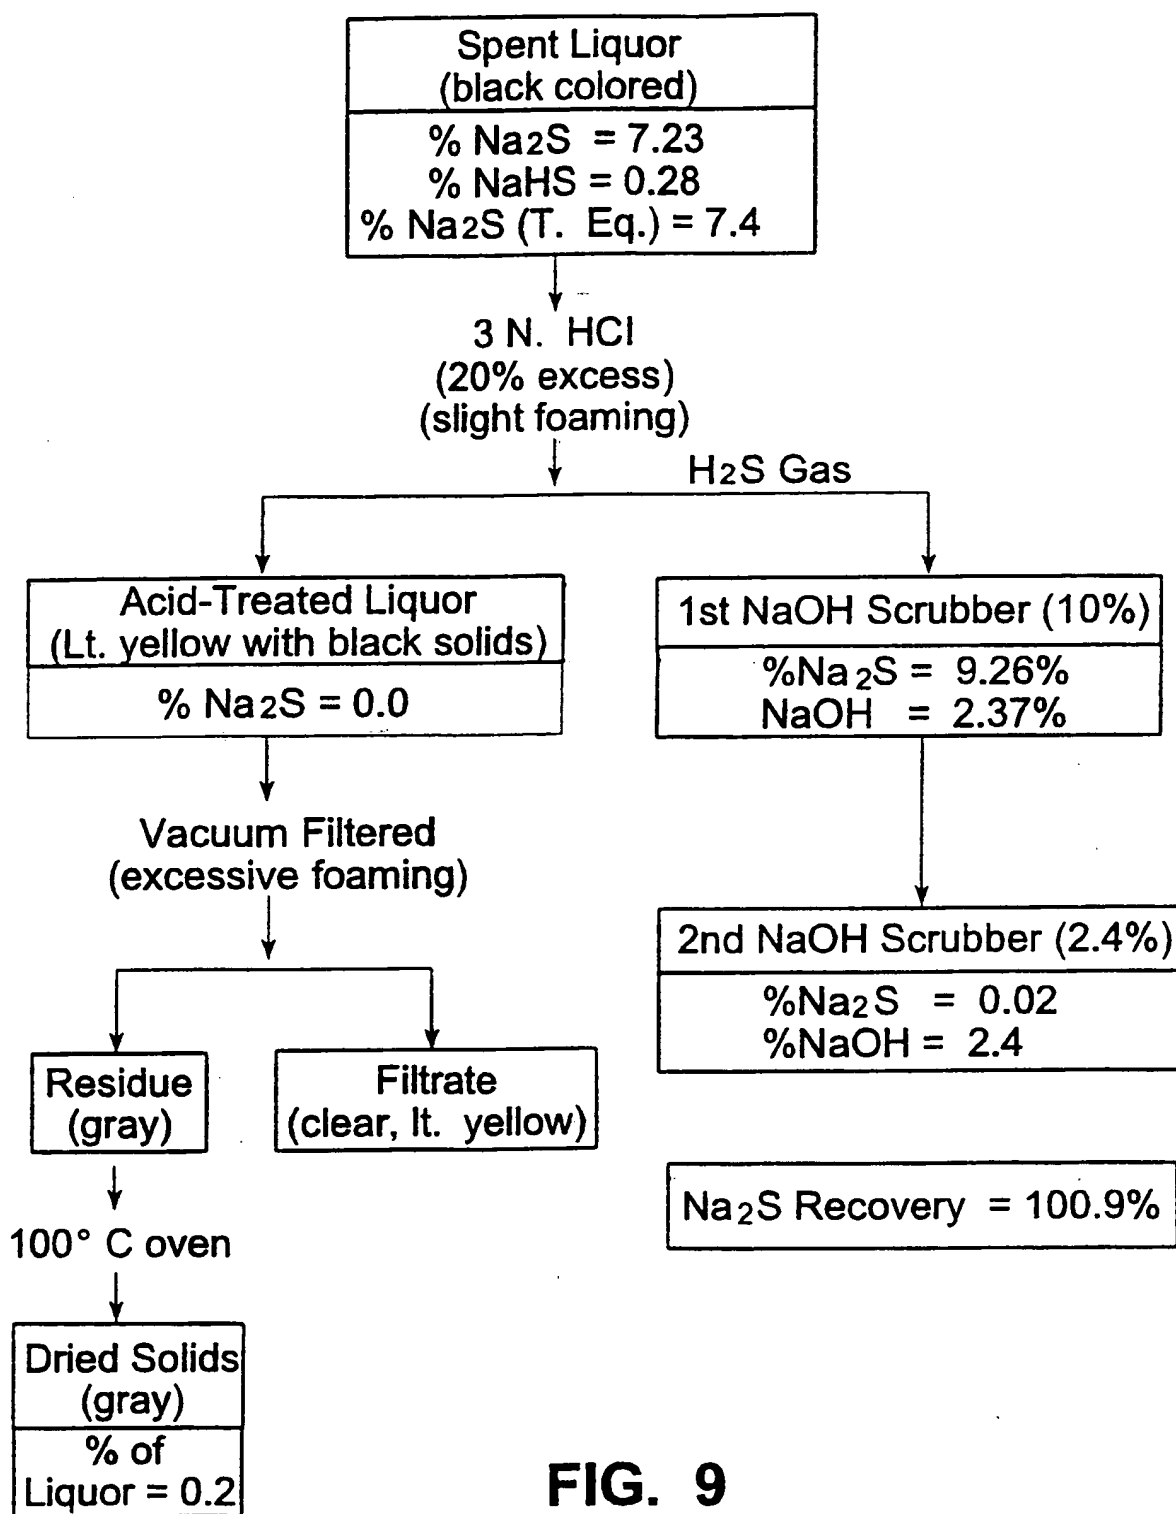 Spent Liquor
(black colored)
% Na2S = 7.23
% NaHS = 0.28
% Na2S (T. Eq.) = 7.4
3 N. HCl
(20% excess)
(slight foaming)
H2S Gas
Acid-Treated Liquor
(Lt. yellow with black solids)
% Na2S = 0.0
1st NaOH Scrubber (10%)
%Na2S = 9.26%
NaOH = 2.37%
Vacuum Filtered
(excessive foaming)
2nd NaOH Scrubber (2.4%)
%Na2S = 0.02
%NaOH = 2.4
Residue
(gray)
Filtrate
(clear, lt. yellow)
Na2S Recovery = 100.9%
100° C oven
Dried Solids
(gray)
% of
Liquor = 0.2
FIG. 9